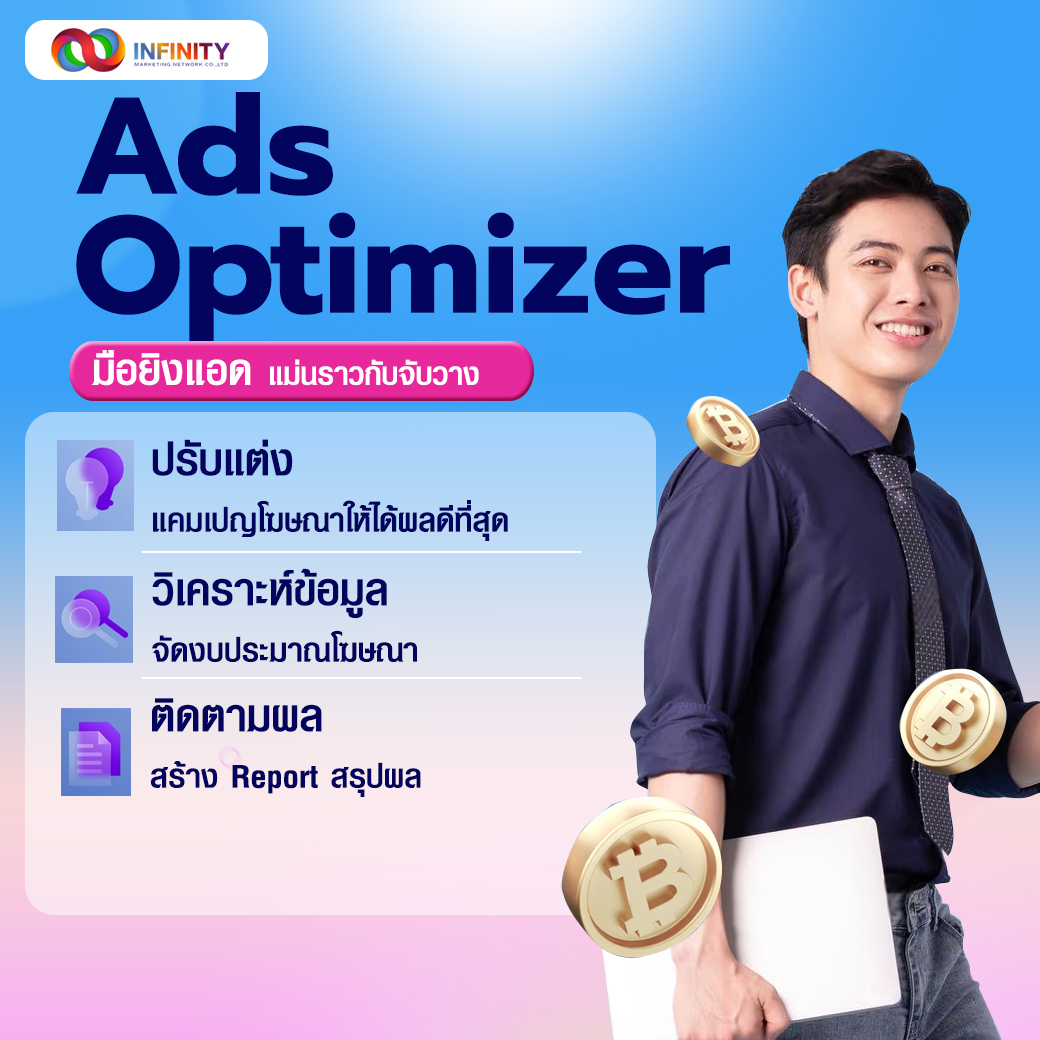 INFINITY
MARKETING NETWORK CO.,LTD
Ads
Optimizer
มือยิงแอด แม่นราวกับจับวาง
ปรับแต่ง
แคมเปญโฆษณาให้ได้ผลดีที่สุด
วิเคราะห์ข้อมูล
จัดงบประมาณโฆษณา
ติดตามผล
สร้าง Report สรุปผล